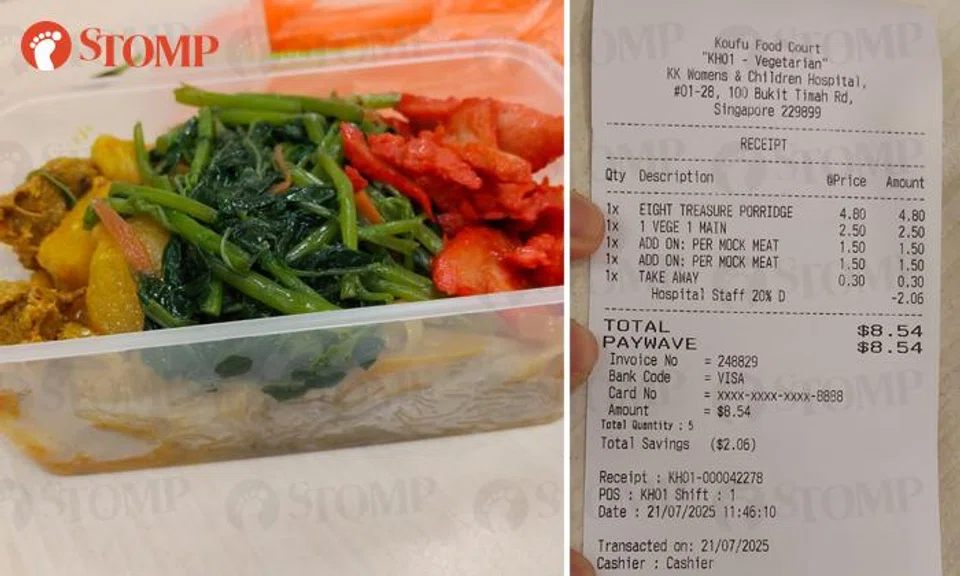 STOMP
Koufu Food Court
"KH01 - Vegetarian"
KK Womens & Children Hospital,
#01-28, 100 Bukit Timah Rd,
Singapore 229899
RECEIPT
Qty Description @Price Amount
1x EIGHT TREASURE PORRIDGE 4.80 4.80
1x 1 VEGE 1 MAIN 2.50 2.50
1x ADD ON: PER MOCK MEAT 1.50 1.50
1x ADD ON: PER MOCK MEAT 1.50 1.50
1x TAKE AWAY 0.30 0.30
Hospital Staff 20% D -2.06
TOTAL $8.54
PAYWAVE $8.54
Invoice No = 248829
Bank Code = VISA
Card No = xxxx-xxxx-xxxx-8888
Amount = $8.54
Total Quantity : 5
Total Savings ($2.06)
Receipt : KH01-000042278
POS : KH01 Shift : 1
Date : 21/07/2025 11:46:10
Transacted on: 21/07/2025
Cashier : Cashier